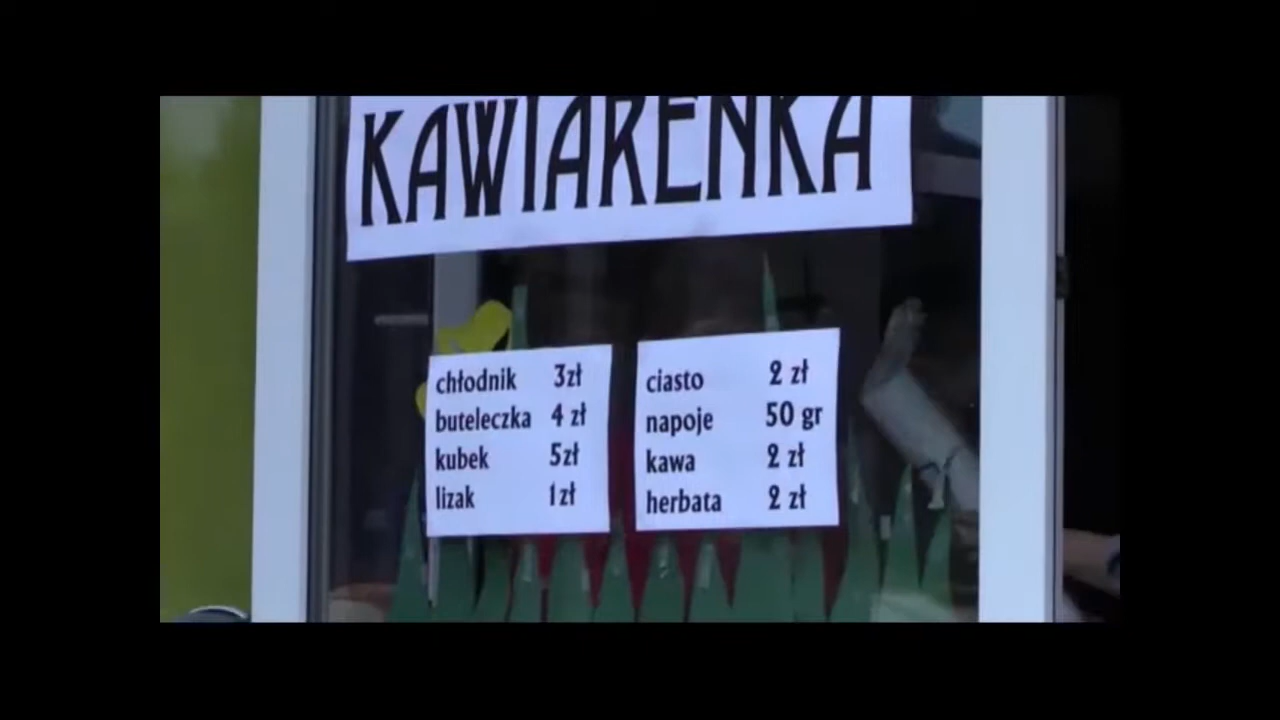 KAWIARENKA
chłodnik 3zł
buteleczka 4 zł
kubek 5zł
lizak 1zł
ciasto 2 zł
napoje 50 gr
kawa 2 zł
herbata 2 zł